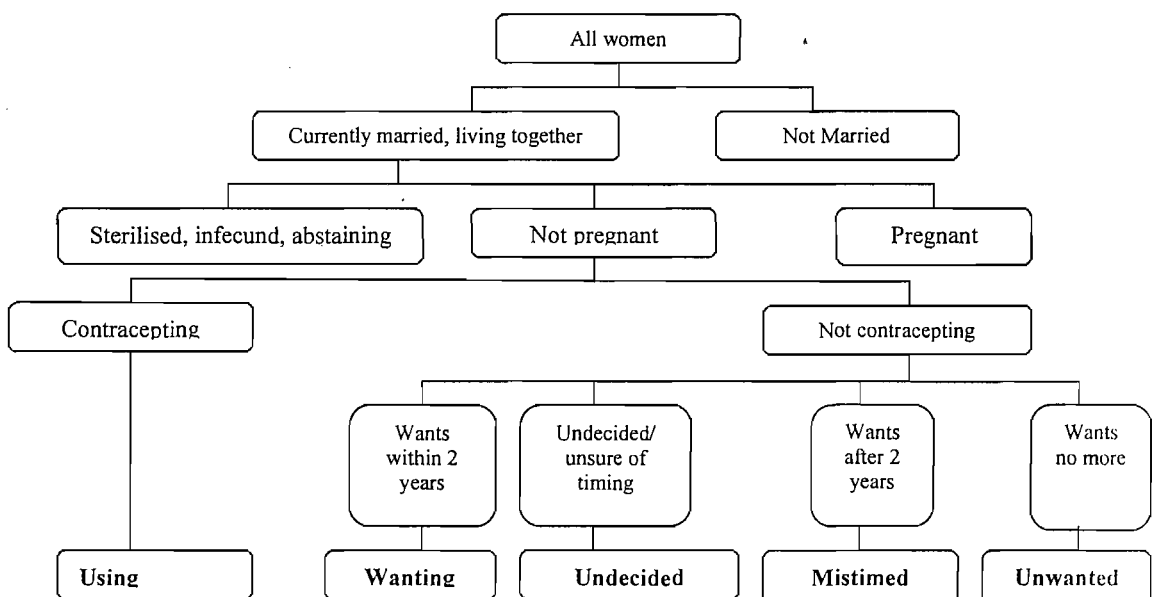 All women
Currently married, living together
Not Married
Sterilised, infecund, abstaining
Not pregnant
Pregnant
Contracepting
Not contracepting
Wants
within 2
years
Undecided/
unsure of
timing
Wants
after 2
years
Wants
no more
Using
Wanting
Undecided
Mistimed
Unwanted